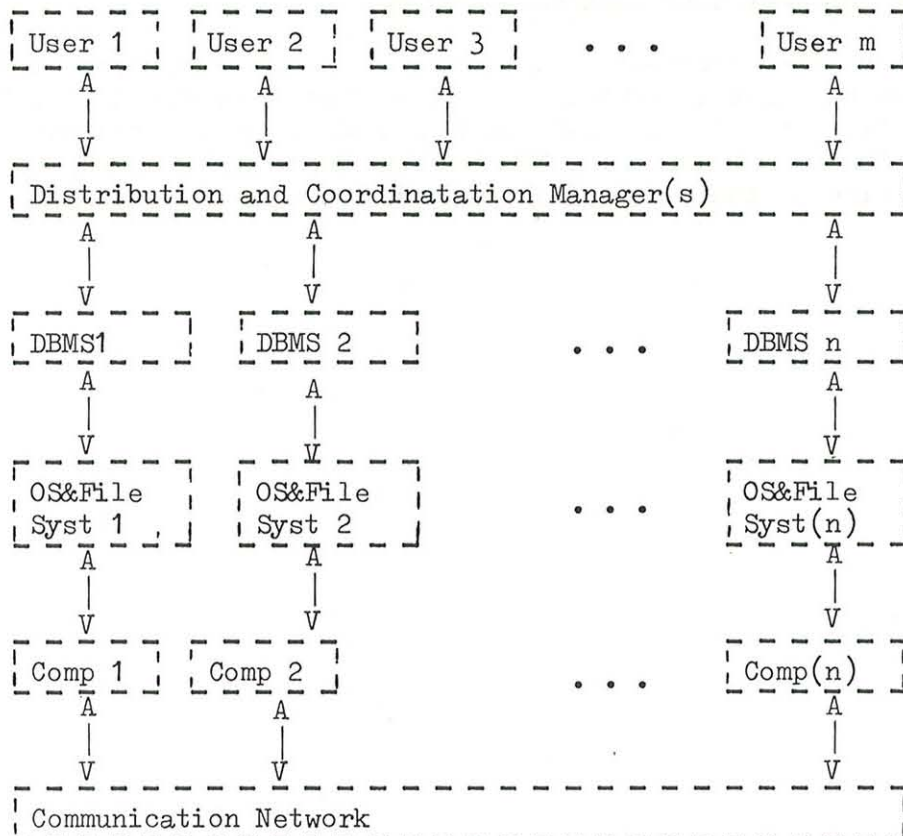 User 1 User 2 User 3 . . . User m
A A A A
V V V V
Distribution and Coordinatation Manager(s)
A A A
V V V
DBMS1 DBMS 2 . . . DBMS n
A A A
V V V
OS&File OS&File OS&File
Syst 1 Syst 2 . . . Syst(n)
A A A
V V V
Comp 1 Comp 2 . . . Comp(n)
A A A
V V V
Communication Network